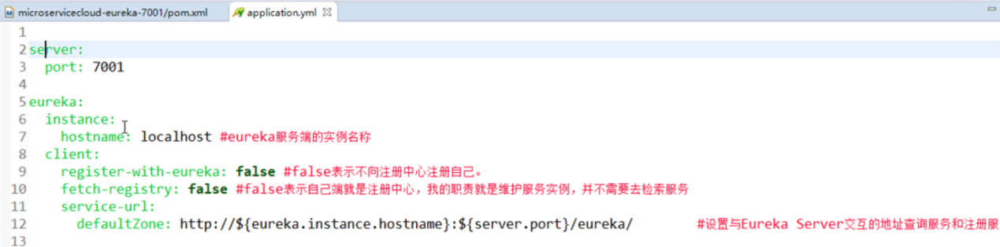 microservicecloud-eureka-7001/pom.xml application.yml
1
2 server:
3 port: 7001
4
5 eureka:
6 instance:
7 hostname: localhost #eureka服务端的实例名称
8 client:
9 register-with-eureka: false #false表示不向注册中心注册自己。
10 fetch-registry: false #false表示自己端就是注册中心，我的职责就是维护服务实例，并不需要去检索服务
11 service-url:
12 defaultZone: http://${eureka.instance.hostname}:${server.port}/eureka/ #设置与Eureka Server交互的地址查询服务和注册服
13